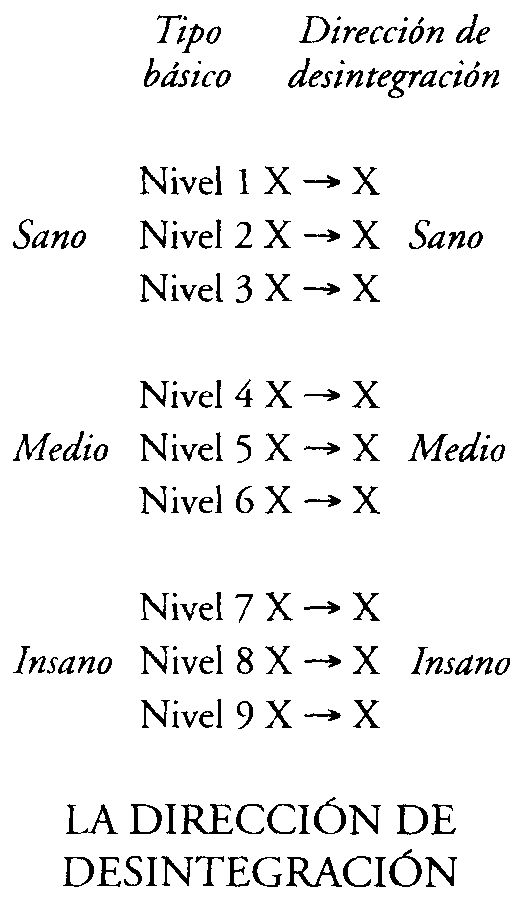 Tipo Dirección de
básico desintegración
Nivel 1 X → X
Sano Nivel 2 X → X Sano
Nivel 3 X → X
Nivel 4 X → X
Medio Nivel 5 X → X Medio
Nivel 6 X → X
Nivel 7 X → X
Insano Nivel 8 X → X Insano
Nivel 9 X → X
LA DIRECCIÓN DE
DESINTEGRACIÓN